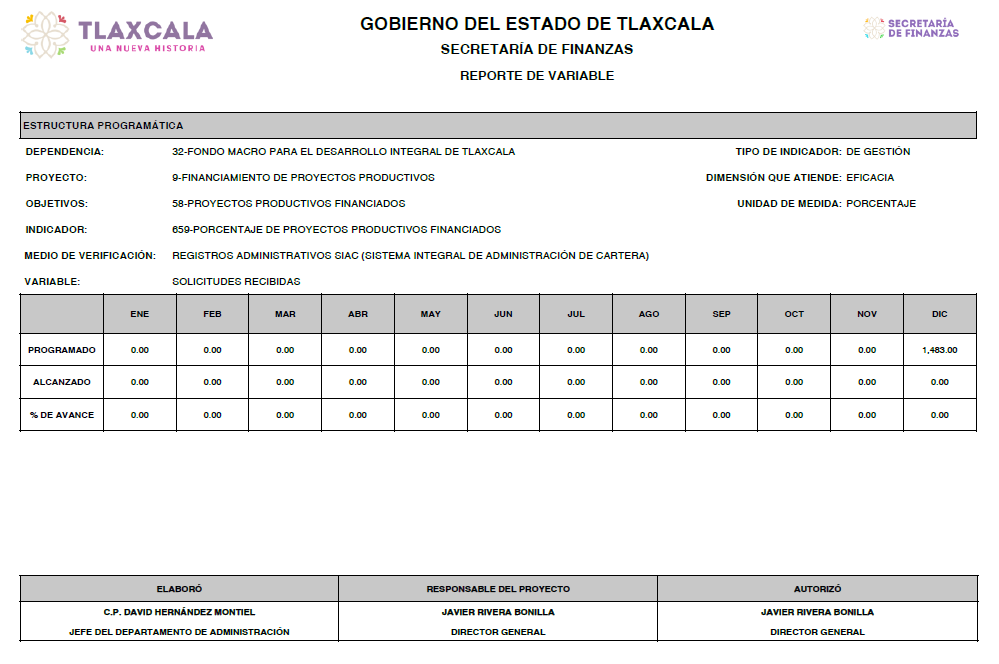 TLAXCALA
UNA NUEVA HISTORIA
GOBIERNO DEL ESTADO DE TLAXCALA
SECRETARÍA DE FINANZAS
REPORTE DE VARIABLE
SECRETARÍA
DE FINANZAS
ESTRUCTURA PROGRAMÁTICA
DEPENDENCIA: 32-FONDO MACRO PARA EL DESARROLLO INTEGRAL DE TLAXCALA TIPO DE INDICADOR: DE GESTIÓN
PROYECTO: 9-FINANCIAMIENTO DE PROYECTOS PRODUCTIVOS DIMENSIÓN QUE ATIENDE: EFICACIA
OBJETIVOS: 58-PROYECTOS PRODUCTIVOS FINANCIADOS UNIDAD DE MEDIDA: PORCENTAJE
INDICADOR: 659-PORCENTAJE DE PROYECTOS PRODUCTIVOS FINANCIADOS
MEDIO DE VERIFICACIÓN: REGISTROS ADMINISTRATIVOS SIAC (SISTEMA INTEGRAL DE ADMINISTRACIÓN DE CARTERA)
VARIABLE: SOLICITUDES RECIBIDAS
ENE FEB MAR ABR MAY JUN JUL AGO SEP OCT NOV DIC
PROGRAMADO 0.00 0.00 0.00 0.00 0.00 0.00 0.00 0.00 0.00 0.00 0.00 1,483.00
ALCANZADO 0.00 0.00 0.00 0.00 0.00 0.00 0.00 0.00 0.00 0.00 0.00 0.00
% DE AVANCE 0.00 0.00 0.00 0.00 0.00 0.00 0.00 0.00 0.00 0.00 0.00 0.00
ELABORÓ RESPONSABLE DEL PROYECTO AUTORIZÓ
C.P. DAVID HERNÁNDEZ MONTIEL JAVIER RIVERA BONILLA JAVIER RIVERA BONILLA
JEFE DEL DEPARTAMENTO DE ADMINISTRACIÓN DIRECTOR GENERAL DIRECTOR GENERAL